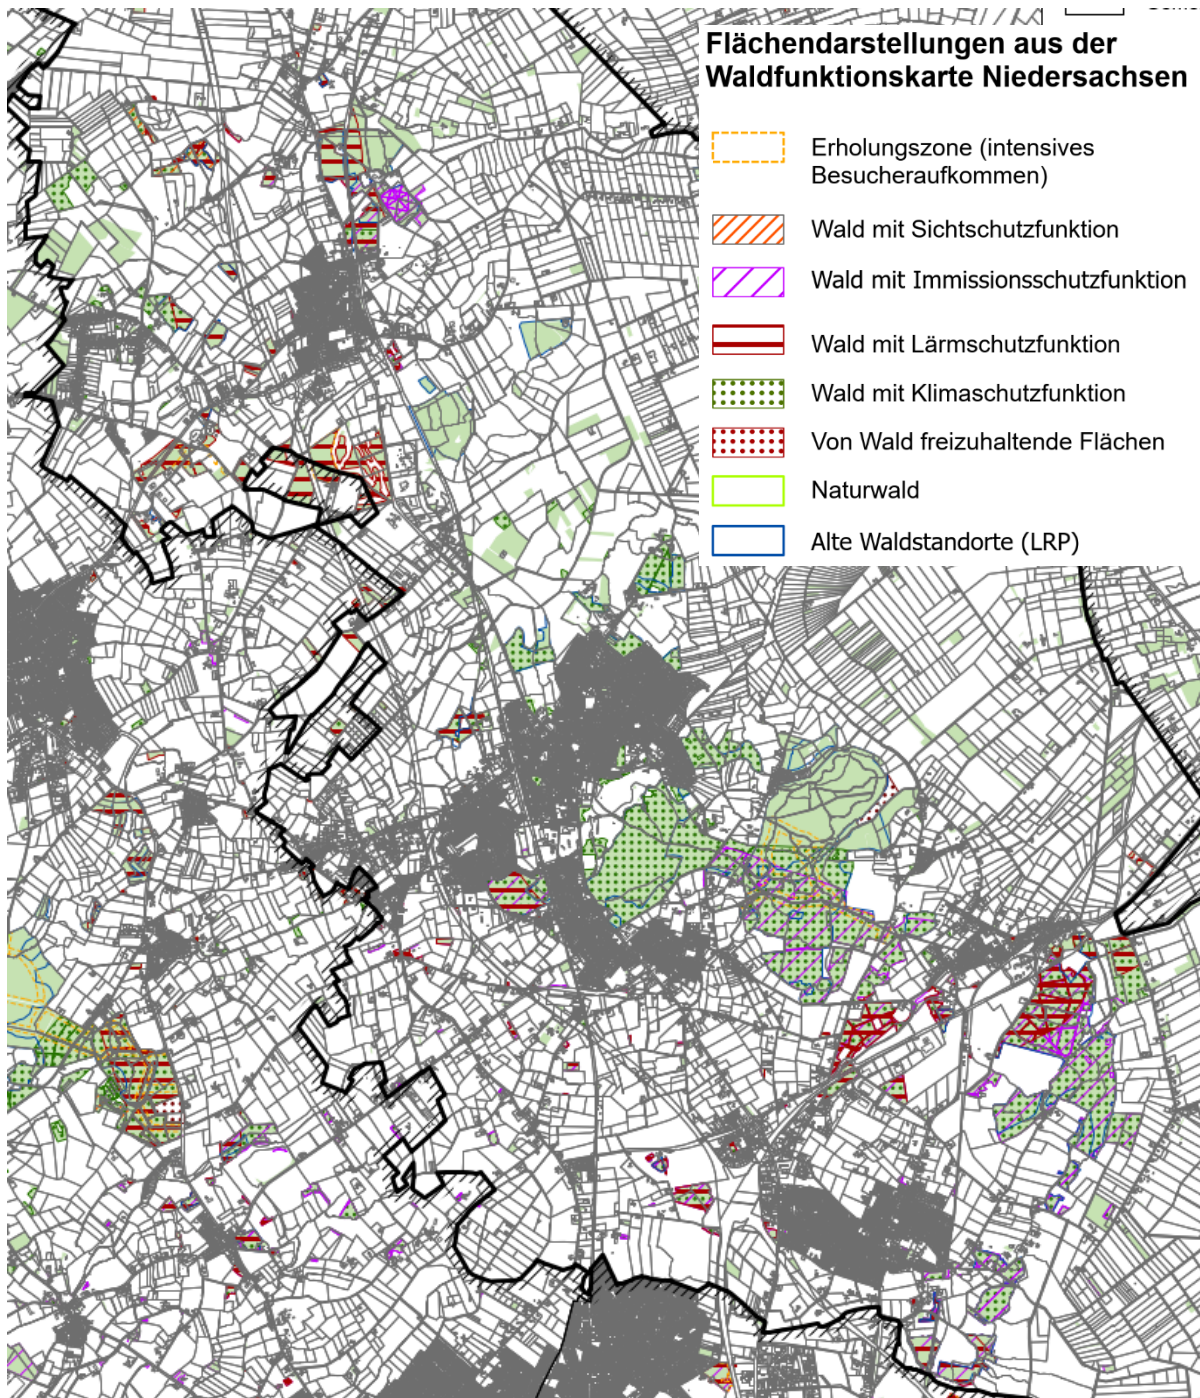 Flächendarstellungen aus der
Waldfunktionskarte Niedersachsen
Erholungszone (intensives
Besucheraufkommen)
Wald mit Sichtschutzfunktion
Wald mit Immissionsschutzfunktion
Wald mit Lärmschutzfunktion
Wald mit Klimaschutzfunktion
Von Wald freizuhaltende Flächen
Naturwald
Alte Waldstandorte (LRP)